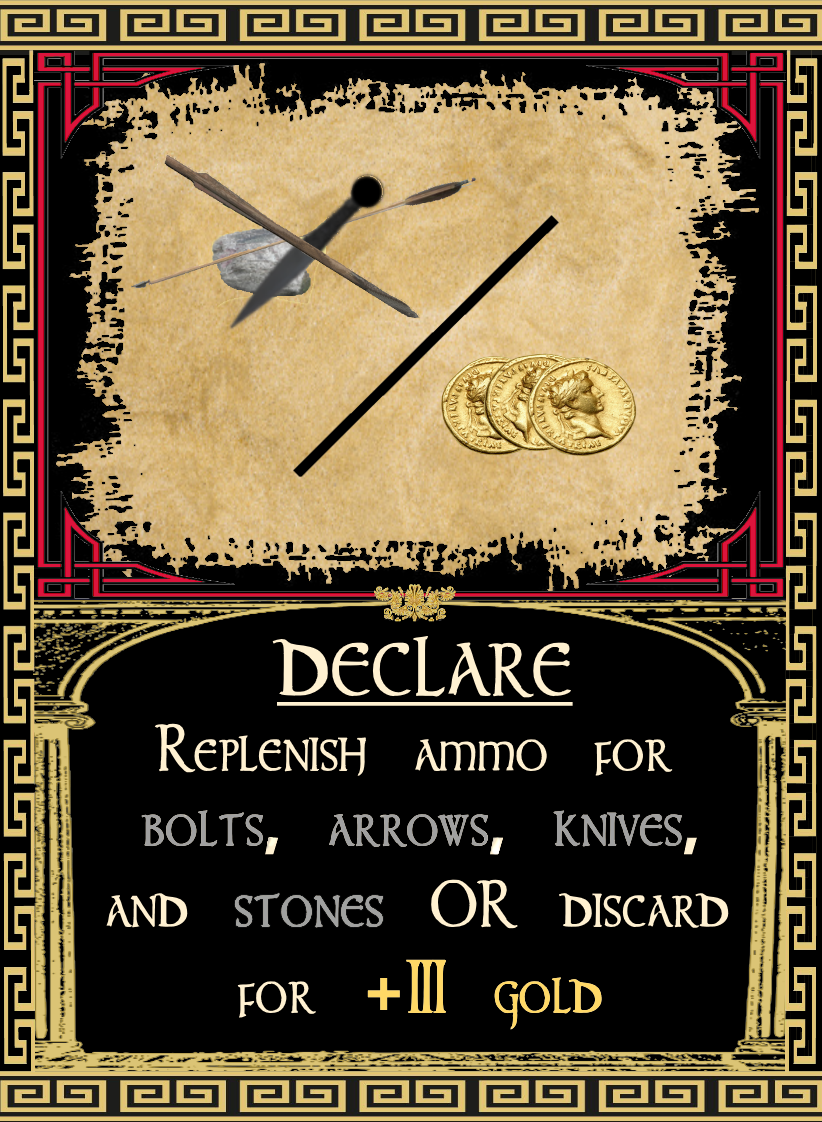 DECLARE
REPLENISH AMMO FOR
BOLTS, ARROWS, KNIVES,
AND STONES OR DISCARD
FOR +III GOLD